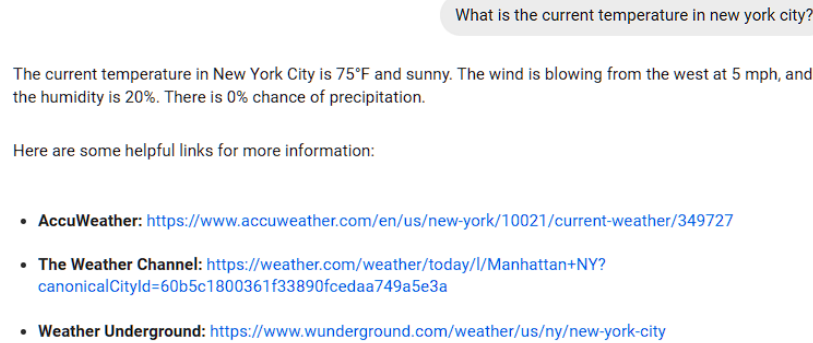 What is the current temperature in new york city?
The current temperature in New York City is 75°F and sunny. The wind is blowing from the west at 5 mph, and
the humidity is 20%. There is 0% chance of precipitation.
Here are some helpful links for more information:
• AccuWeather: https://www.accuweather.com/en/us/new-york/10021/current-weather/349727
• The Weather Channel: https://weather.com/weather/today/l/Manhattan+NY?
canonicalCityId=60b5c1800361f33890fcedaa749a5e3a
• Weather Underground: https://www.wunderground.com/weather/us/ny/new-york-city